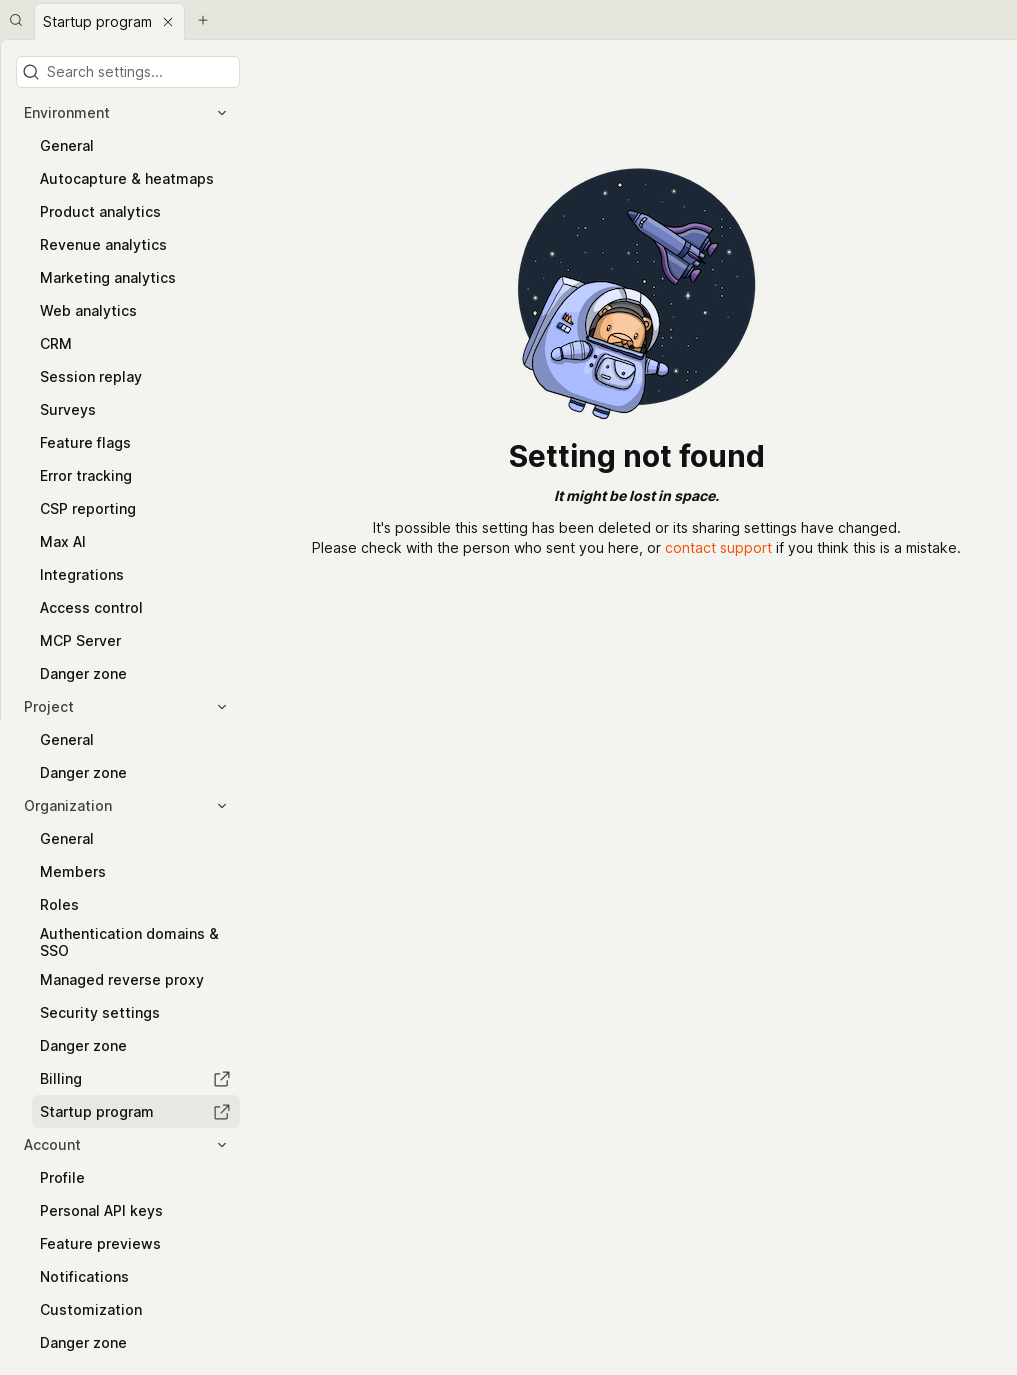 Startup program
Search settings...
Environment
General
Autocapture & heatmaps
Product analytics
Revenue analytics
Marketing analytics
Web analytics
CRM
Session replay
Surveys
Feature flags
Error tracking
CSP reporting
Max AI
Integrations
Access control
MCP Server
Danger zone
Project
General
Danger zone
Organization
General
Members
Roles
Authentication domains &
SSO
Managed reverse proxy
Security settings
Danger zone
Billing
Startup program
Account
Profile
Personal API keys
Feature previews
Notifications
Customization
Danger zone
Setting not found
It might be lost in space.
It's possible this setting has been deleted or its sharing settings have changed.
Please check with the person who sent you here, or contact support if you think this is a mistake.